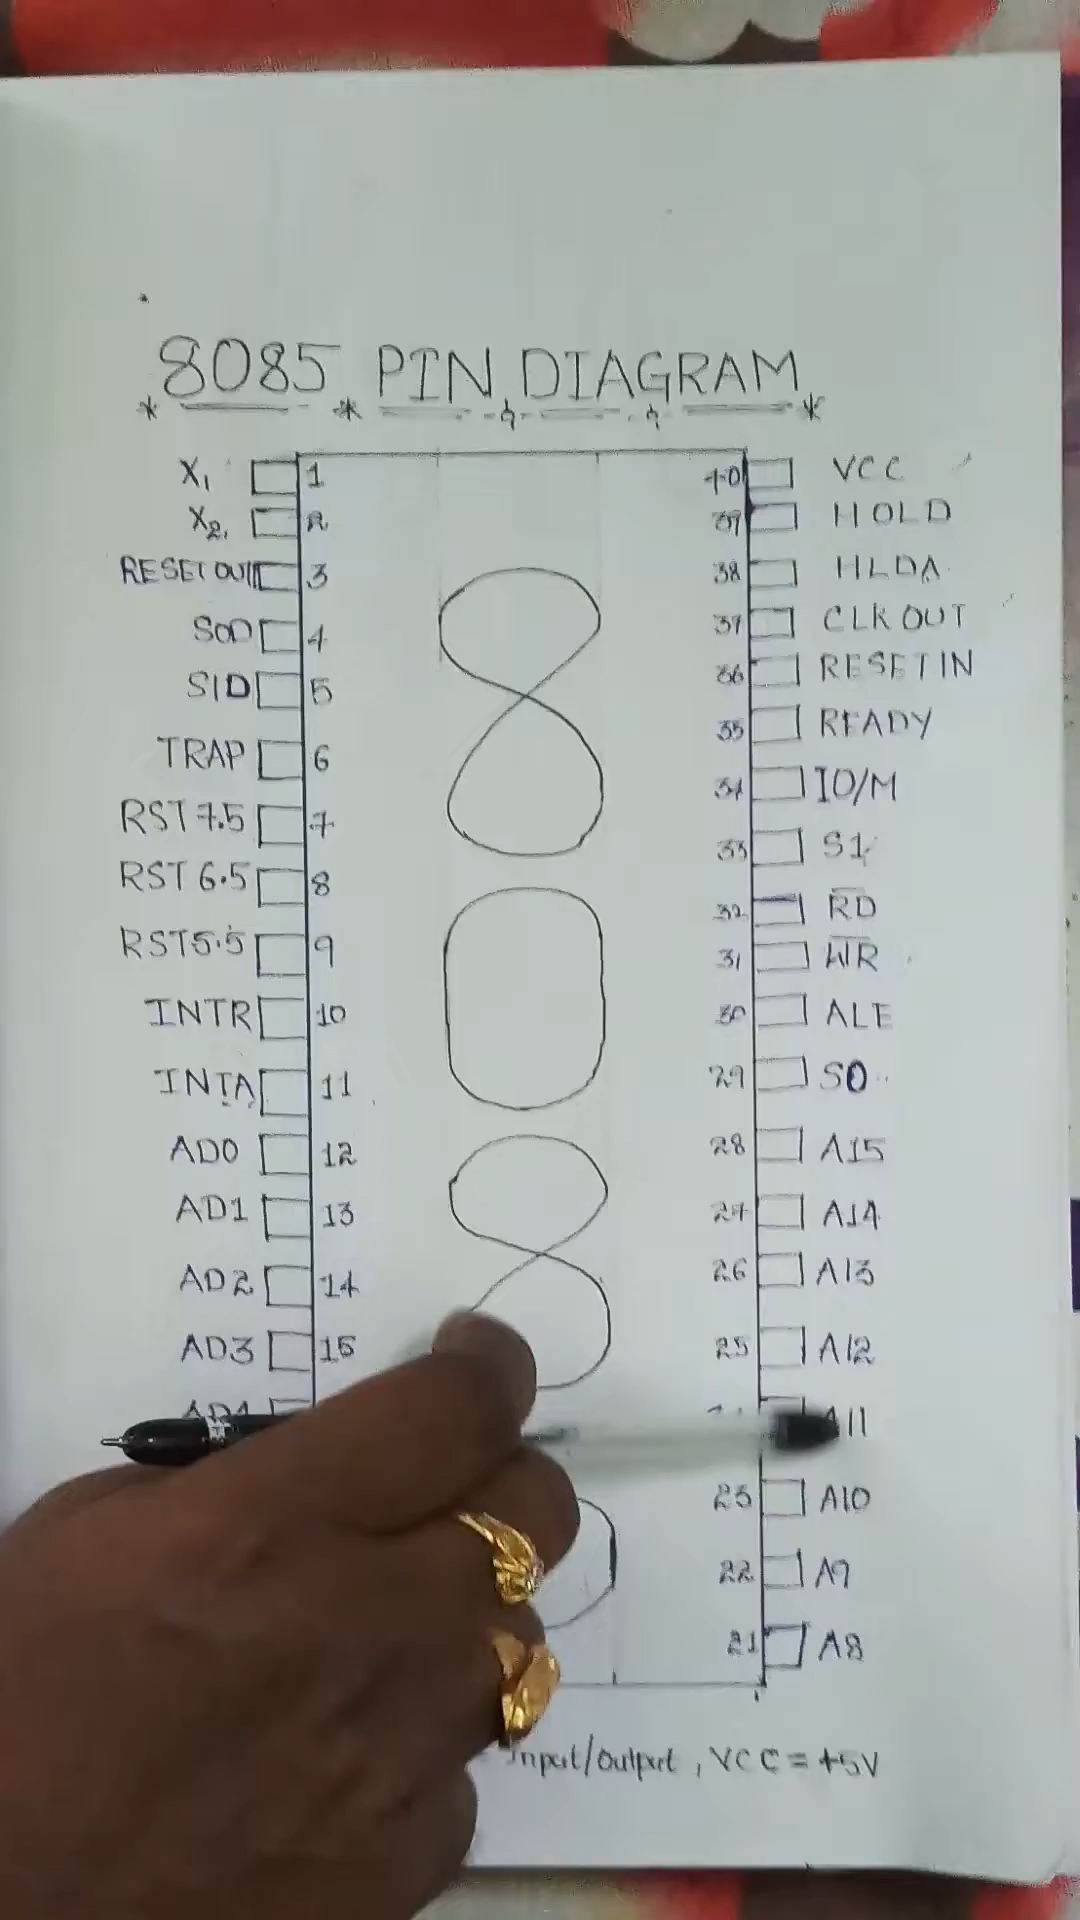 8085 PIN DIAGRAM
X1 1 40 VCC
X2 2 39 HOLD
RESET OUT 3 38 HLDA
SOD 4 37 CLK OUT
SID 5 36 RESET IN
TRAP 6 35 READY
RST 7.5 7 34 IO/M
RST 6.5 8 33 S1
RST 5.5 9 32 R̅D̅
INTR 10 31 W̅R̅
INTA 11 30 ALE
AD0 12 29 S0
AD1 13 28 A15
AD2 14 27 A14
AD3 15 26 A13
25 A12
AD4 A11
23 A10
22 A9
21 A8
Input/Output, VCC = +5V